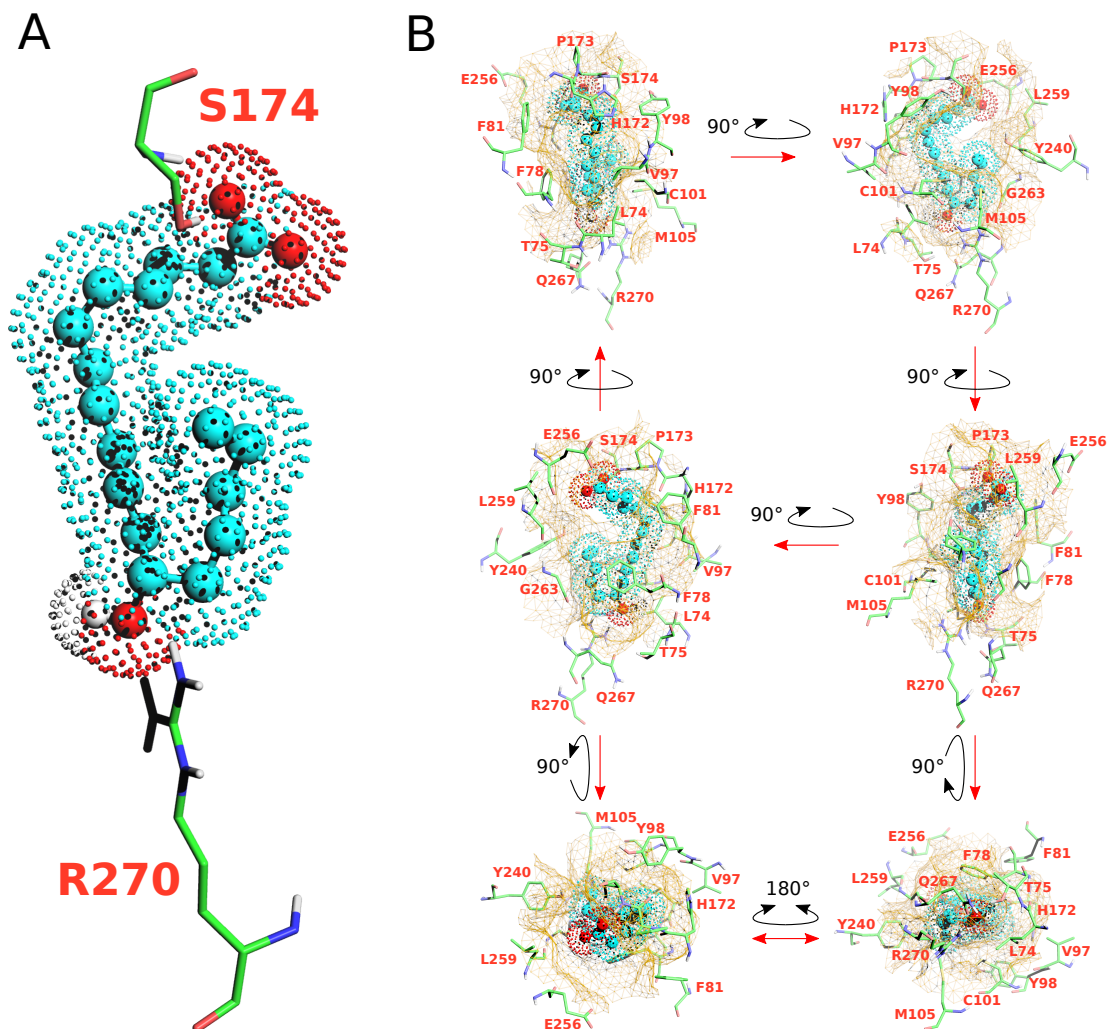 A
S174
R270
B
P173
E256
S174
F81
H172
Y98
F78
V97
C101
L74
M105
T75
Q267
R270
90°
P173
E256
Y98
L259
H172
V97
Y240
C101
G263
M105
L74
T75
Q267
R270
90°
90°
E256
S174
P173
L259
H172
F81
Y240
V97
G263
F78
L74
T75
Q267
R270
90°
P173
L259
E256
S174
Y98
F81
C101
F78
M105
T75
R270
Q267
90°
90°
M105
Y98
Y240
V97
H172
L259
F81
E256
180°
E256
F78
F81
L259
Q267
T75
H172
Y240
R270
L74
V97
Y98
C101
M105